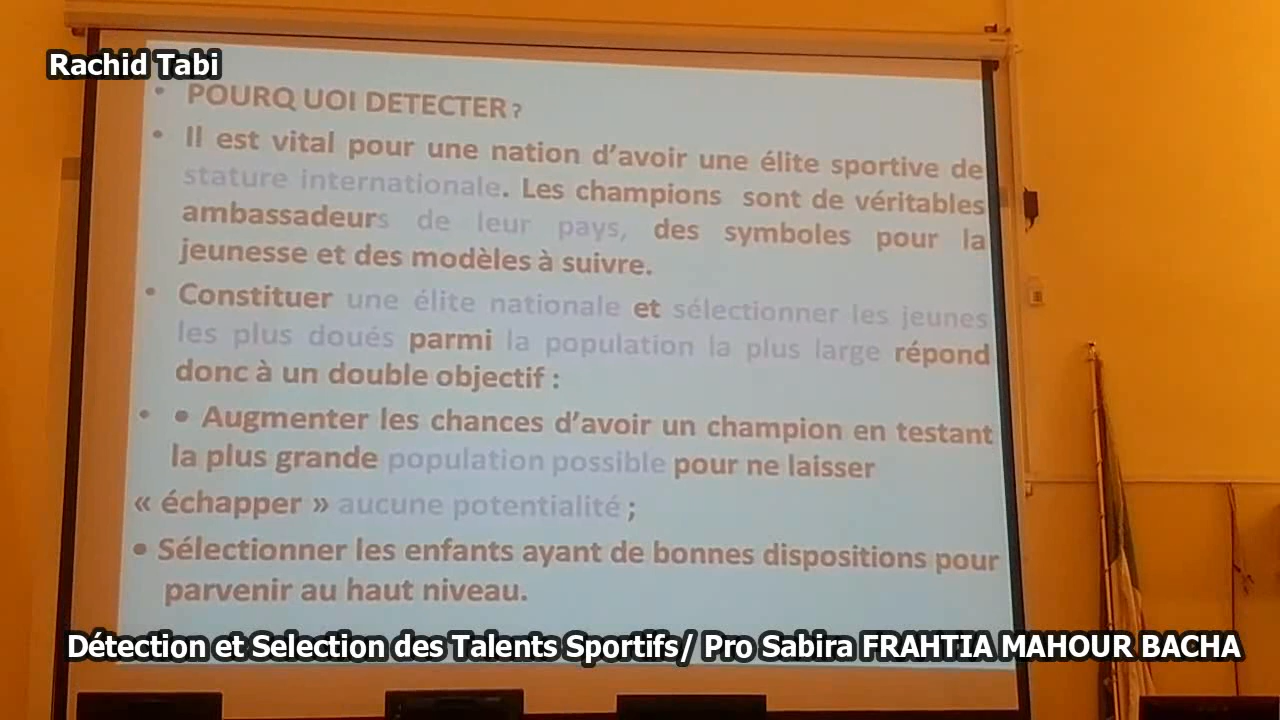 Rachid Tabi
• POURQ UOI DETECTER ?
• Il est vital pour une nation d’avoir une élite sportive de
stature internationale. Les champions sont de véritables
ambassadeurs de leur pays, des symboles pour la
jeunesse et des modèles à suivre.
• Constituer une élite nationale et sélectionner les jeunes
les plus doués parmi la population la plus large répond
donc à un double objectif :
• • Augmenter les chances d’avoir un champion en testant
la plus grande population possible pour ne laisser
« échapper » aucune potentialité ;
• Sélectionner les enfants ayant de bonnes dispositions pour
parvenir au haut niveau.
Détection et Selection des Talents Sportifs/ Pro Sabira FRAHTIA MAHOUR BACHA